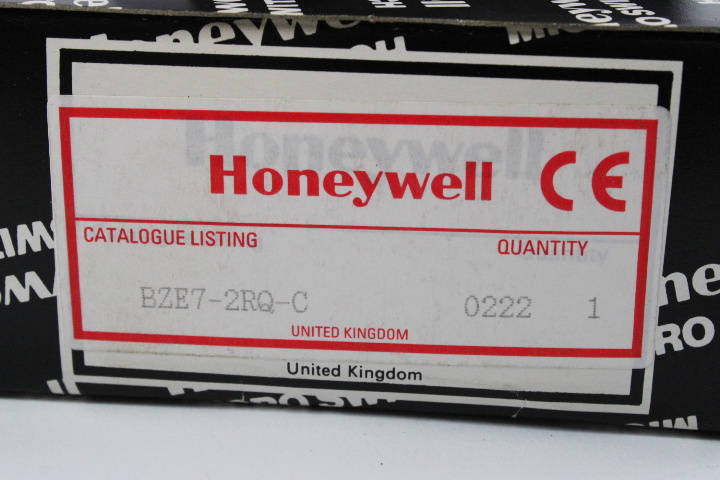 Honeywell CE
CATALOGUE LISTING QUANTITY
BZE7-2RQ-C 0222 1
UNITED KINGDOM
United Kingdom